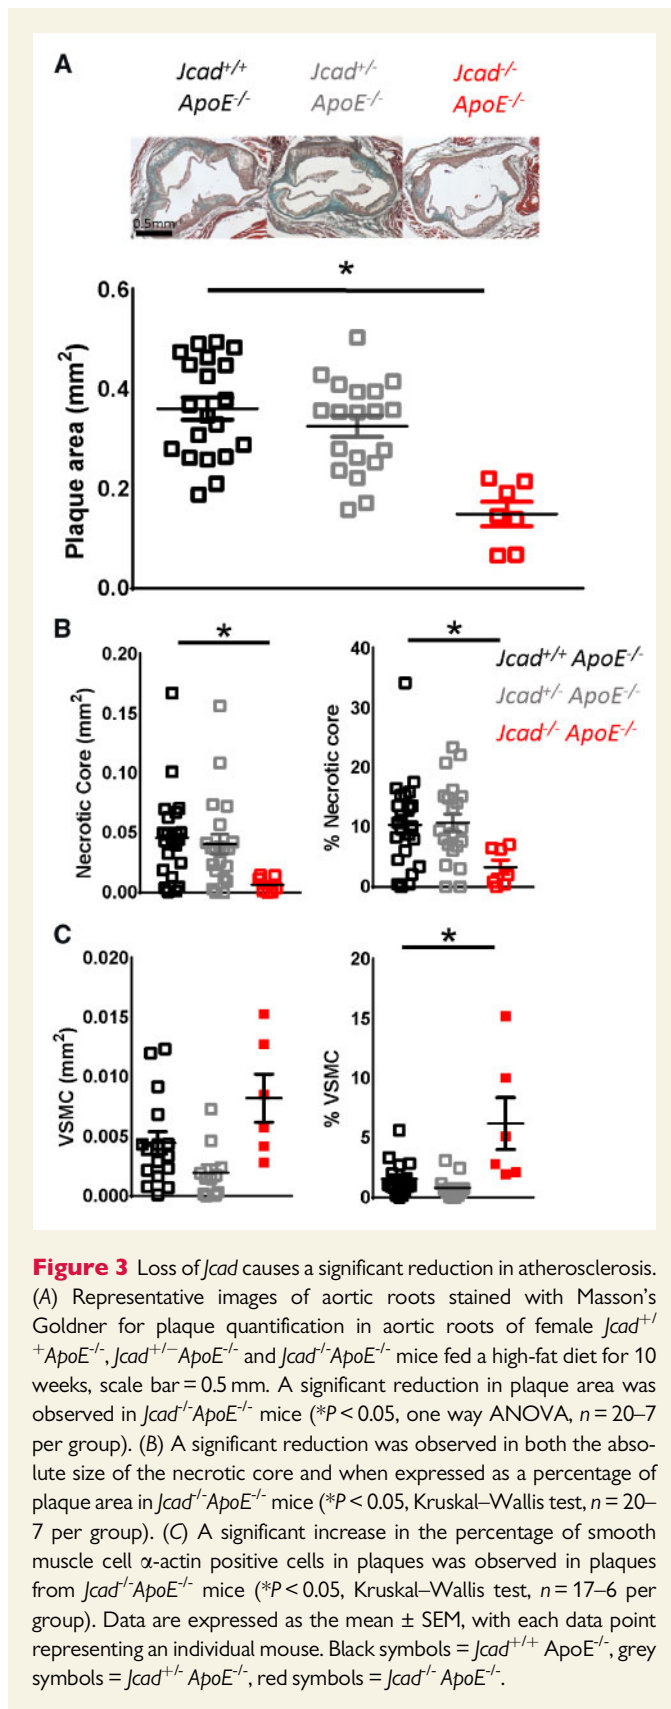 A
Jcad+/+ Jcad+/- Jcad-/-
ApoE-/- ApoE-/- ApoE-/-
0.5mm
*
0.6
0.4
0.2
0.0
Plaque area (mm²)
B
*
0.20
0.15
0.10
0.05
0.00
Necrotic Core (mm²)
*
40
30
20
10
0
% Necrotic core
Jcad+/+ ApoE-/-
Jcad+/- ApoE-/-
Jcad-/- ApoE-/-
C
0.020
0.015
0.010
0.005
0.000
VSMC (mm²)
*
20
15
10
5
0
% VSMC
Figure 3 Loss of Jcad causes a significant reduction in atherosclerosis.
(A) Representative images of aortic roots stained with Masson's
Goldner for plaque quantification in aortic roots of female Jcad+/
+ApoE-/-, Jcad+/−ApoE-/- and Jcad-/-ApoE-/- mice fed a high-fat diet for 10
weeks, scale bar = 0.5 mm. A significant reduction in plaque area was
observed in Jcad-/-ApoE-/- mice (*P < 0.05, one way ANOVA, n = 20–7
per group). (B) A significant reduction was observed in both the abso-
lute size of the necrotic core and when expressed as a percentage of
plaque area in Jcad-/-ApoE-/- mice (*P < 0.05, Kruskal–Wallis test, n = 20–
7 per group). (C) A significant increase in the percentage of smooth
muscle cell α-actin positive cells in plaques was observed in plaques
from Jcad-/-ApoE-/- mice (*P < 0.05, Kruskal–Wallis test, n = 17–6 per
group). Data are expressed as the mean ± SEM, with each data point
representing an individual mouse. Black symbols = Jcad+/+ ApoE-/-, grey
symbols = Jcad+/- ApoE-/-, red symbols = Jcad-/- ApoE-/-.